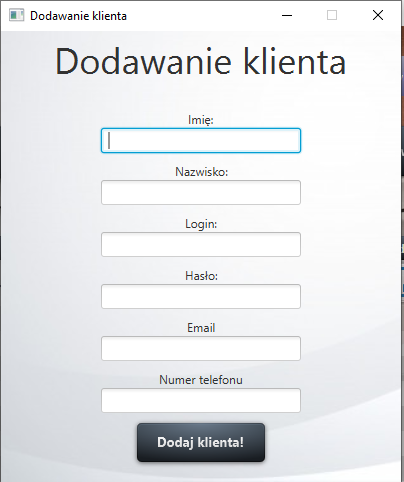 Dodawanie klienta
Dodawanie klienta
Imię:
Nazwisko:
Login:
Hasło:
Email
Numer telefonu
Dodaj klienta!